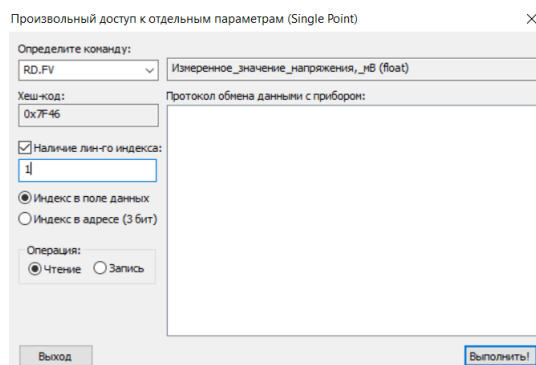 Произвольный доступ к отдельным параметрам (Single Point)
Определите команду:
RD.FV
Измеренное_значение_напряжения,_мВ (float)
Хеш-код:
Протокол обмена данными с прибором:
0x7F46
Наличие лин-го индекса:
1
Индекс в поле данных
Индекс в адресе (3 бит)
Операция:
Чтение
Запись
Выход
Выполнить!